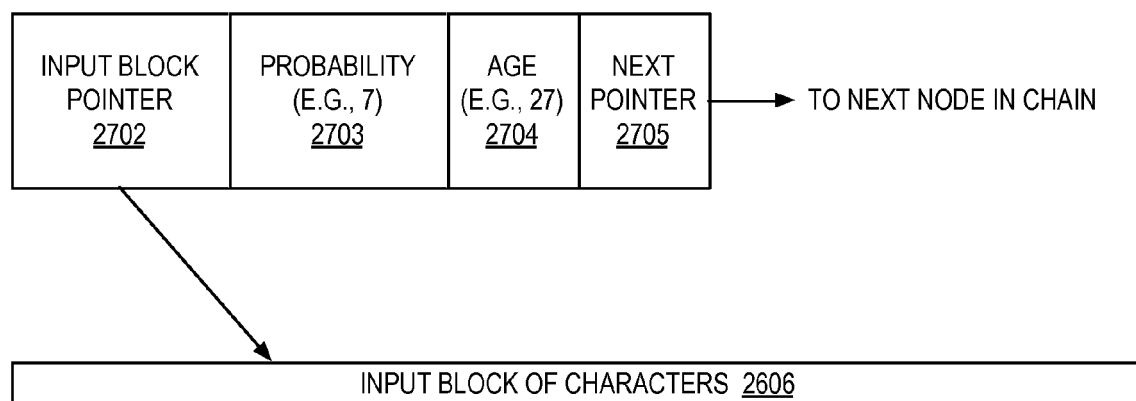 INPUT BLOCK
POINTER
2702
PROBABILITY
(E.G., 7)
2703
AGE
(E.G., 27)
2704
NEXT
POINTER
2705
TO NEXT NODE IN CHAIN
INPUT BLOCK OF CHARACTERS 2606